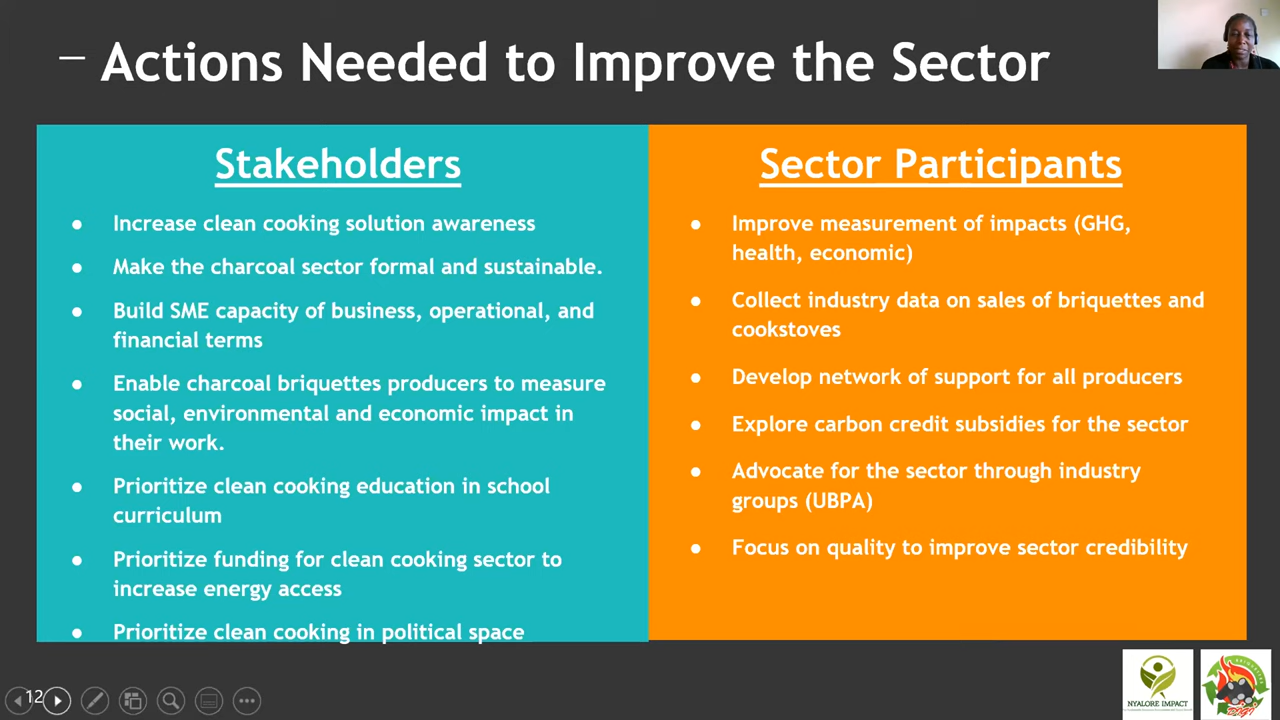 Actions Needed to Improve the Sector
Stakeholders
● Increase clean cooking solution awareness
● Make the charcoal sector formal and sustainable.
● Build SME capacity of business, operational, and
financial terms
● Enable charcoal briquettes producers to measure
social, environmental and economic impact in
their work.
● Prioritize clean cooking education in school
curriculum
● Prioritize funding for clean cooking sector to
increase energy access
● Prioritize clean cooking in political space
Sector Participants
● Improve measurement of impacts (GHG,
health, economic)
● Collect industry data on sales of briquettes and
cookstoves
● Develop network of support for all producers
● Explore carbon credit subsidies for the sector
● Advocate for the sector through industry
groups (UBPA)
● Focus on quality to improve sector credibility
12
NYALORE IMPACT